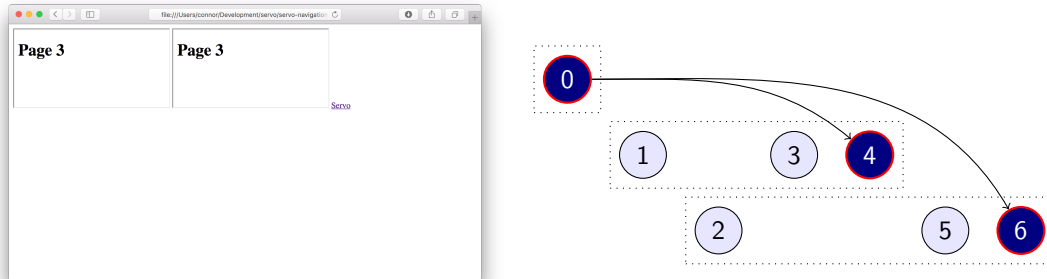 file:///Users/connor/Development/servo/servo-navigation
Page 3
Page 3
Servo
0
1
3
4
2
5
6